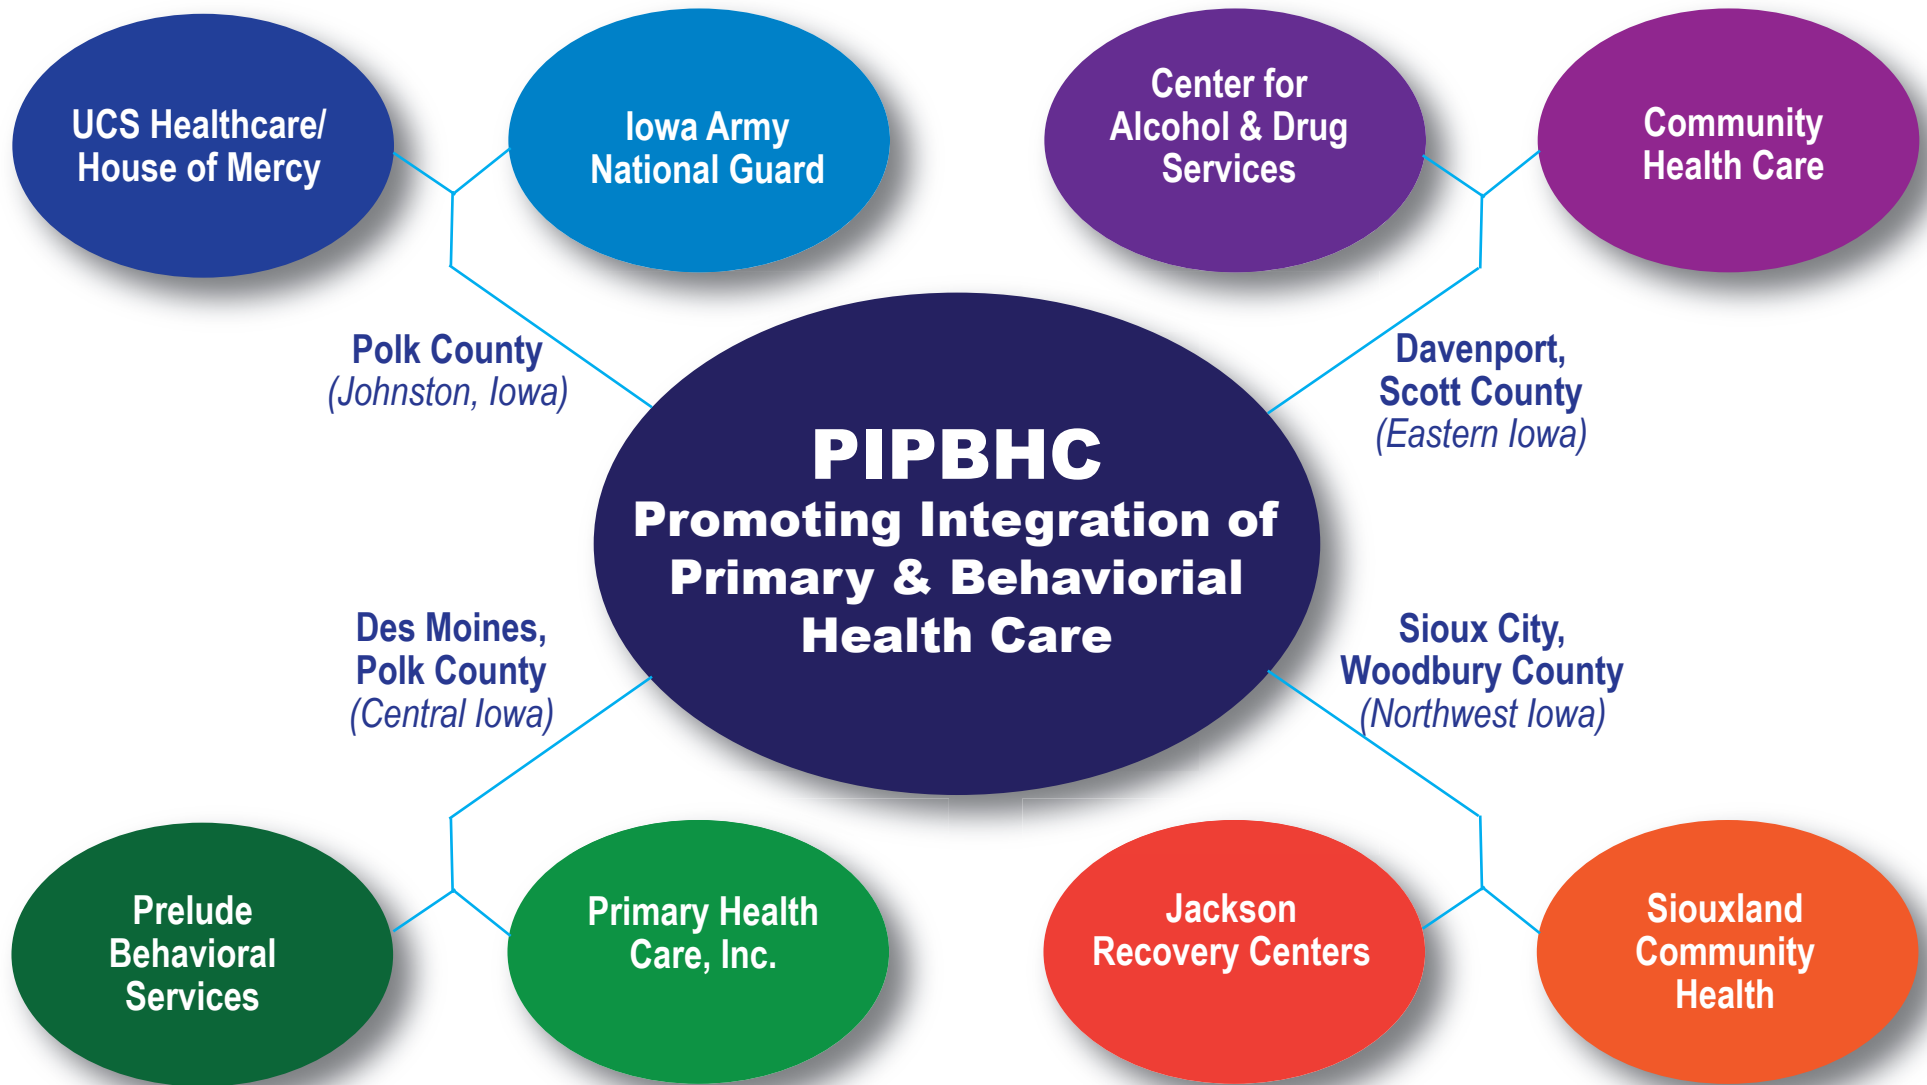 UCS Healthcare/
House of Mercy
Iowa Army
National Guard
Center for
Alcohol & Drug
Services
Community
Health Care
Polk County
(Johnston, Iowa)
Davenport,
Scott County
(Eastern Iowa)
PIPBHC
Promoting Integration of
Primary & Behaviorial
Health Care
Des Moines,
Polk County
(Central Iowa)
Sioux City,
Woodbury County
(Northwest Iowa)
Prelude
Behavioral
Services
Primary Health
Care, Inc.
Jackson
Recovery Centers
Siouxland
Community
Health